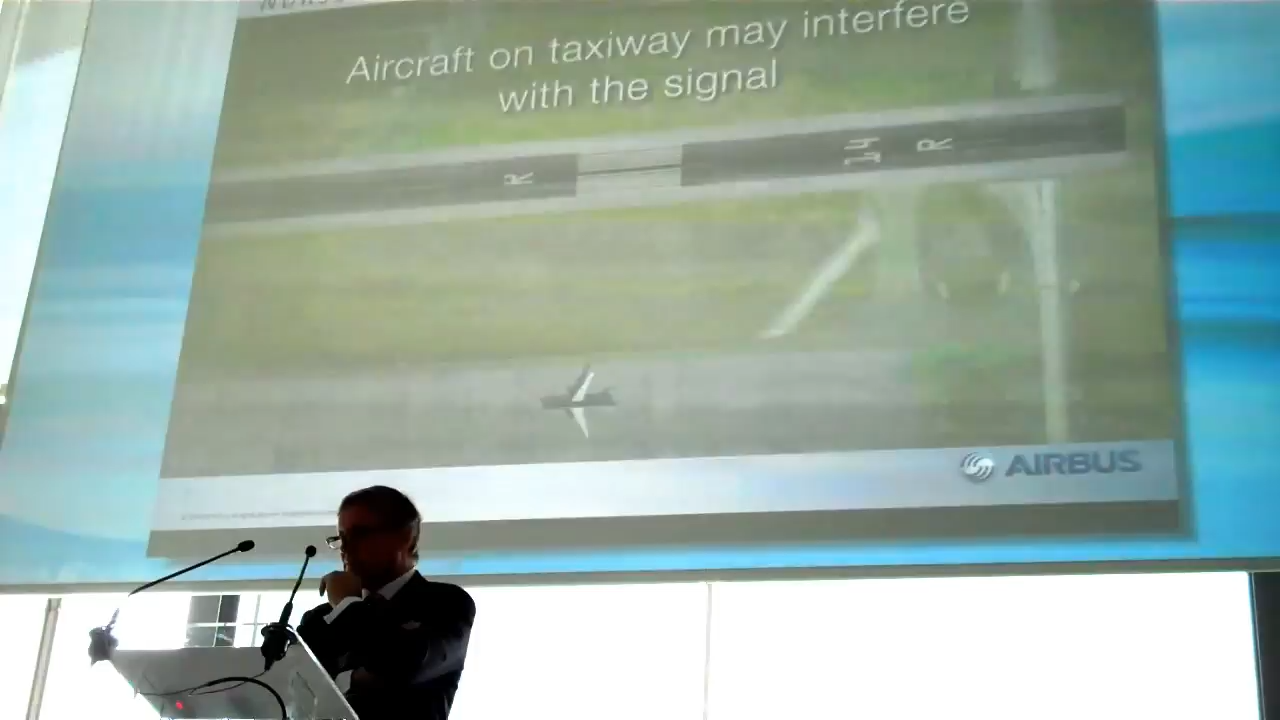 Aircraft on taxiway may interfere
with the signal
R
14
R
AIRBUS